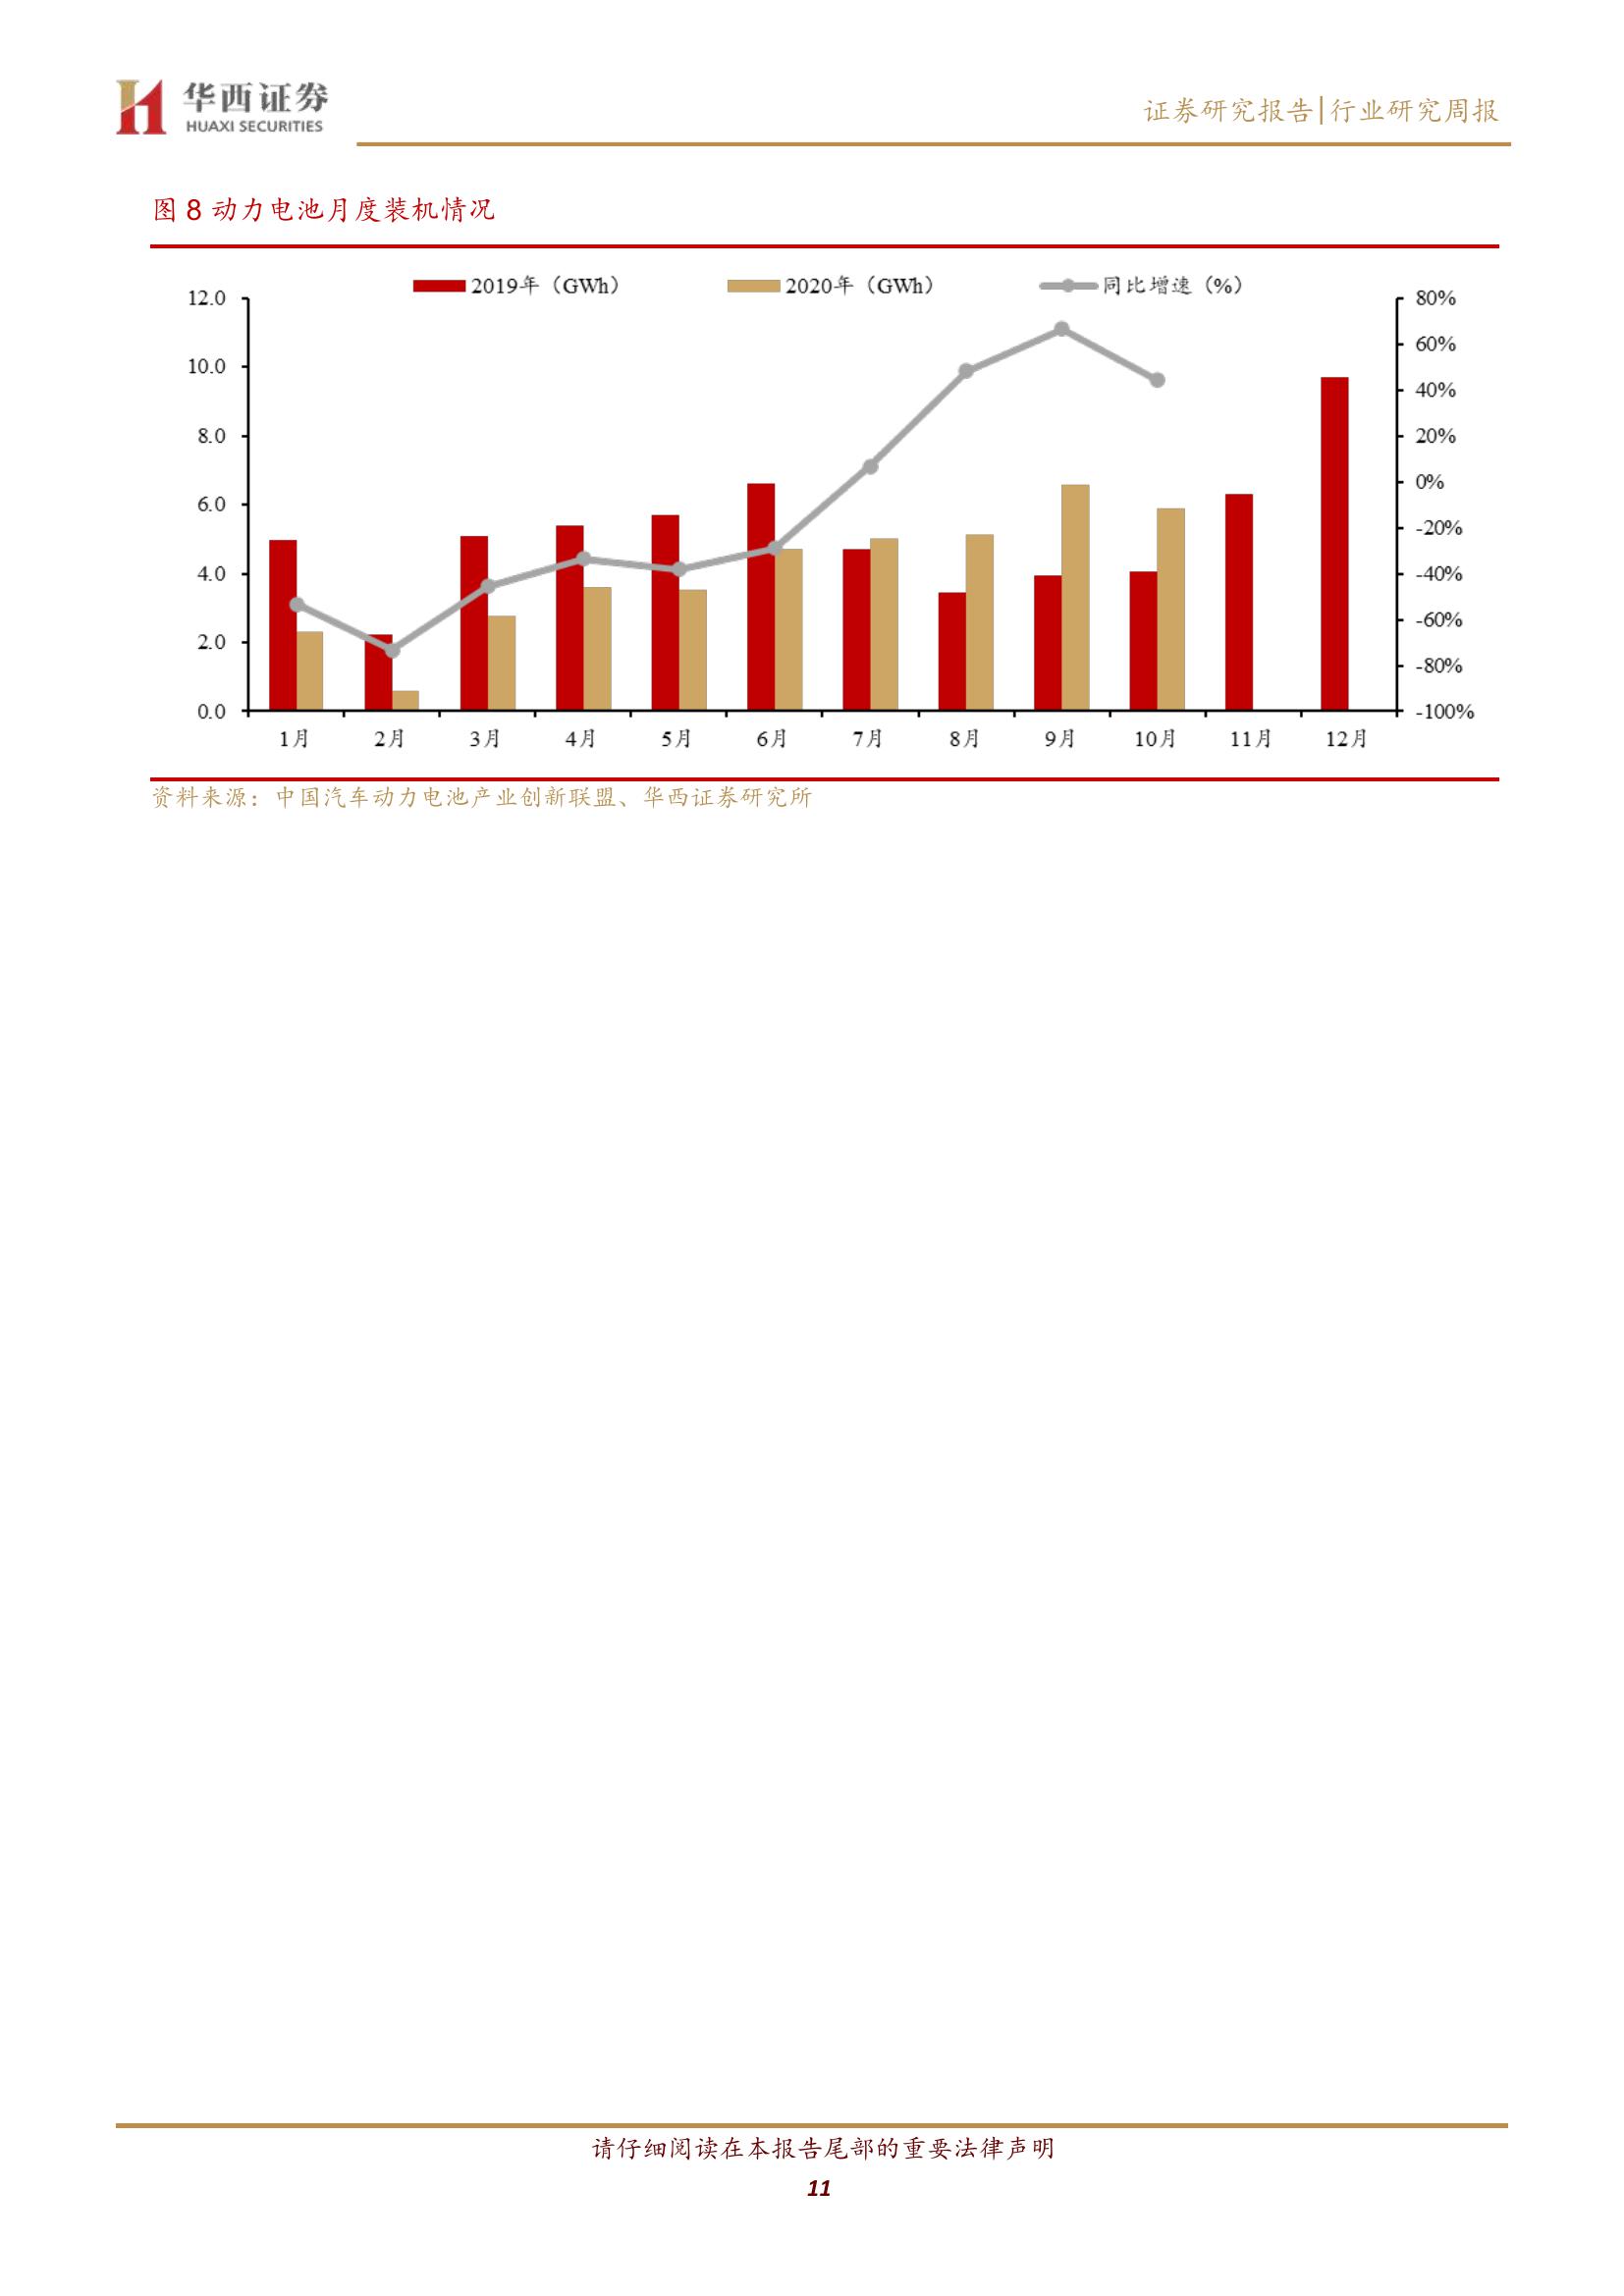 华西证券
HUAXI SECURITIES
证券研究报告|行业研究周报
图 8 动力电池月度装机情况
2019年（GWh） 2020年（GWh） 同比增速（%）
12.0 80%
60%
10.0
40%
8.0 20%
0%
6.0
-20%
4.0 -40%
-60%
2.0
-80%
0.0 -100%
1月 2月 3月 4月 5月 6月 7月 8月 9月 10月 11月 12月
资料来源：中国汽车动力电池产业创新联盟、华西证券研究所
请仔细阅读在本报告尾部的重要法律声明
11